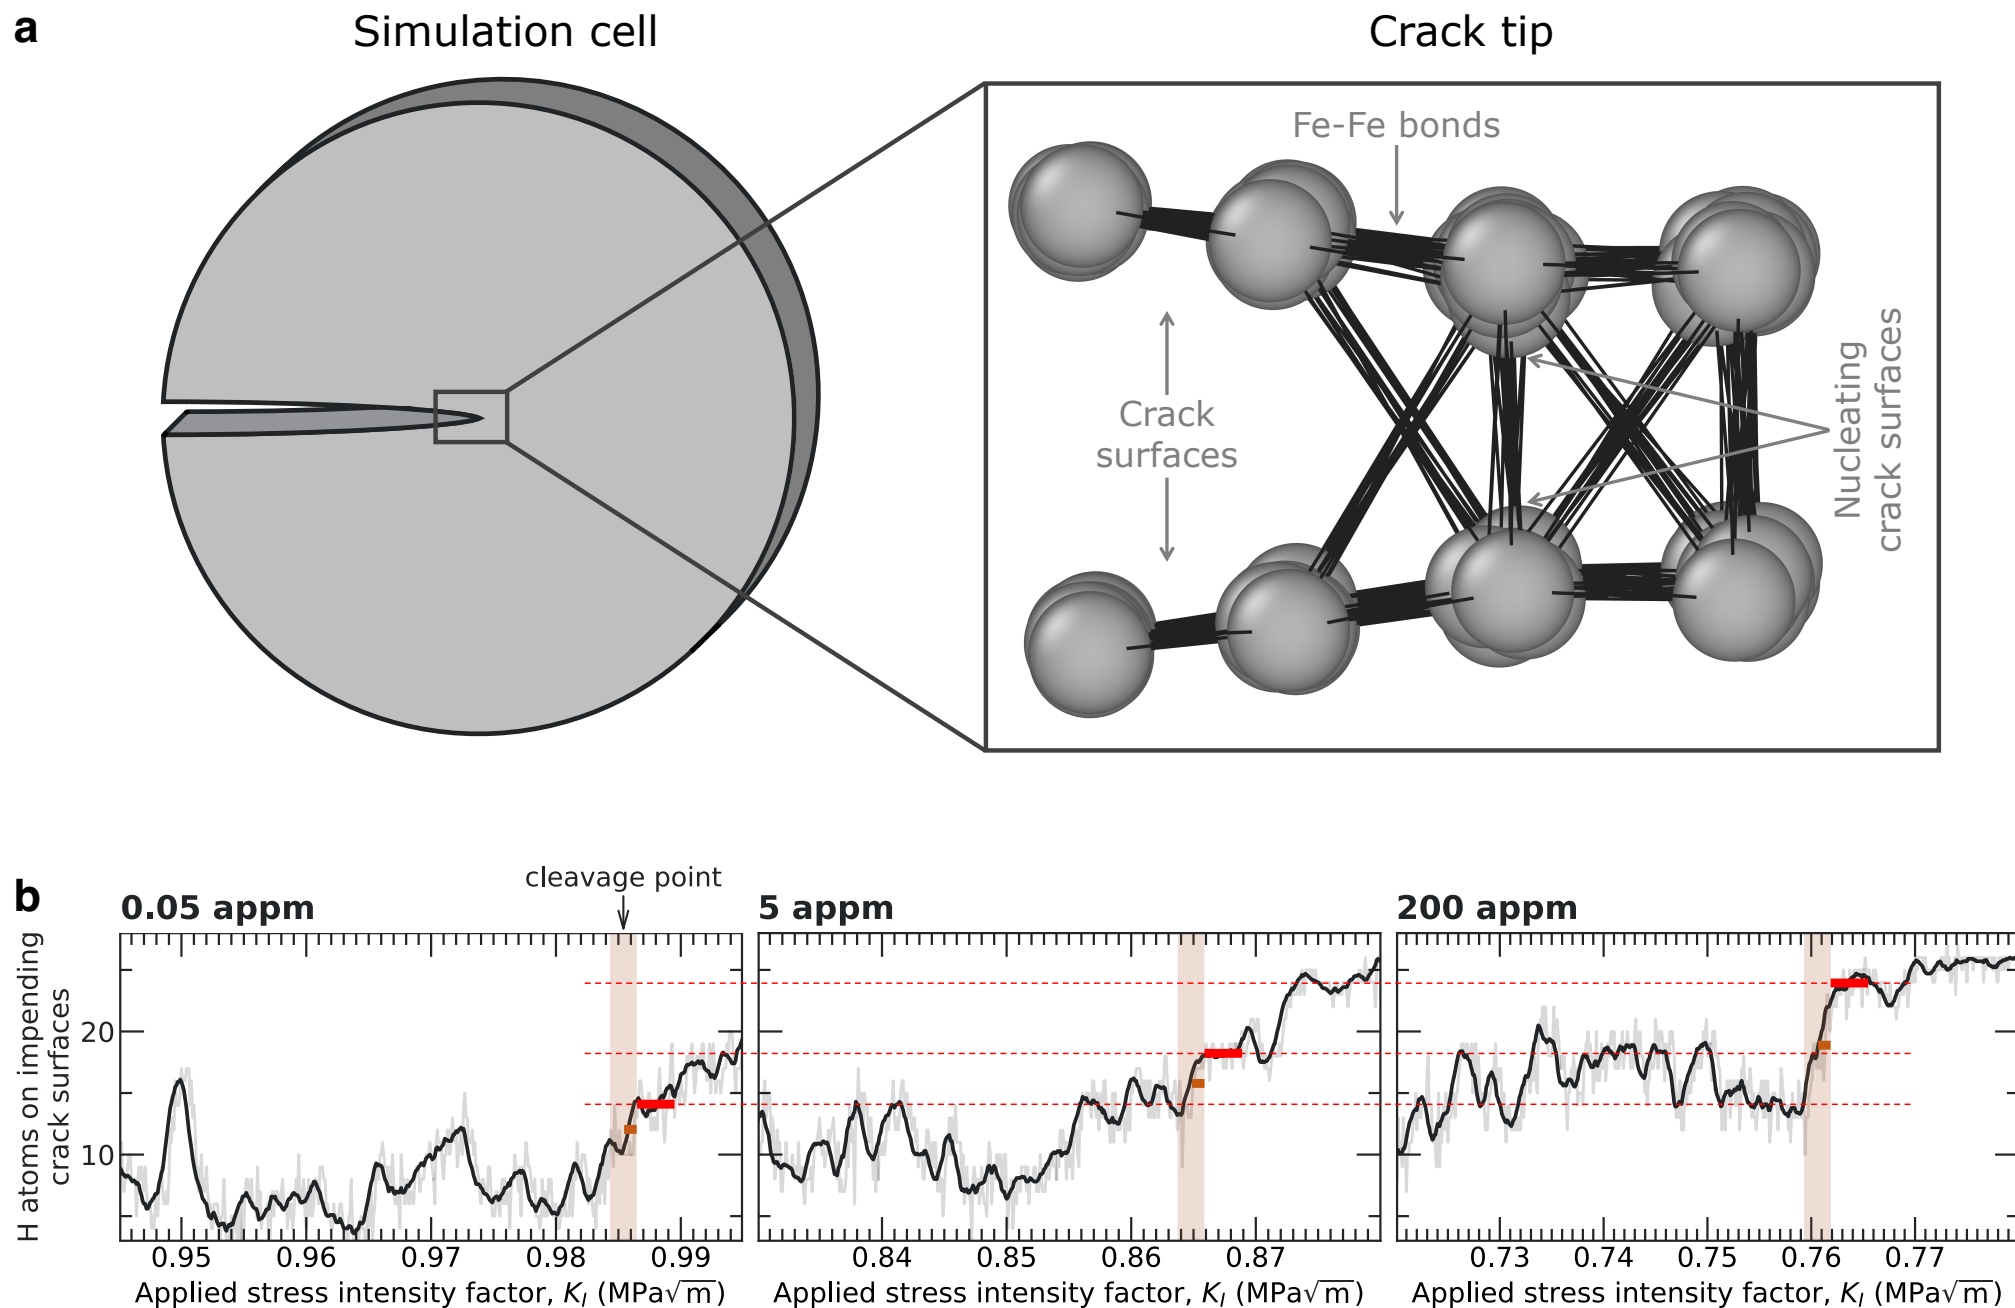 a
Simulation cell
Crack tip
Fe-Fe bonds
Crack
surfaces
Nucleating
crack surfaces
b
cleavage point
0.05 appm
5 appm
200 appm
H atoms on impending
crack surfaces
20
10
0.95 0.96 0.97 0.98 0.99
0.84 0.85 0.86 0.87
0.73 0.74 0.75 0.76 0.77
Applied stress intensity factor, K_I (MPa√m)
Applied stress intensity factor, K_I (MPa√m)
Applied stress intensity factor, K_I (MPa√m)